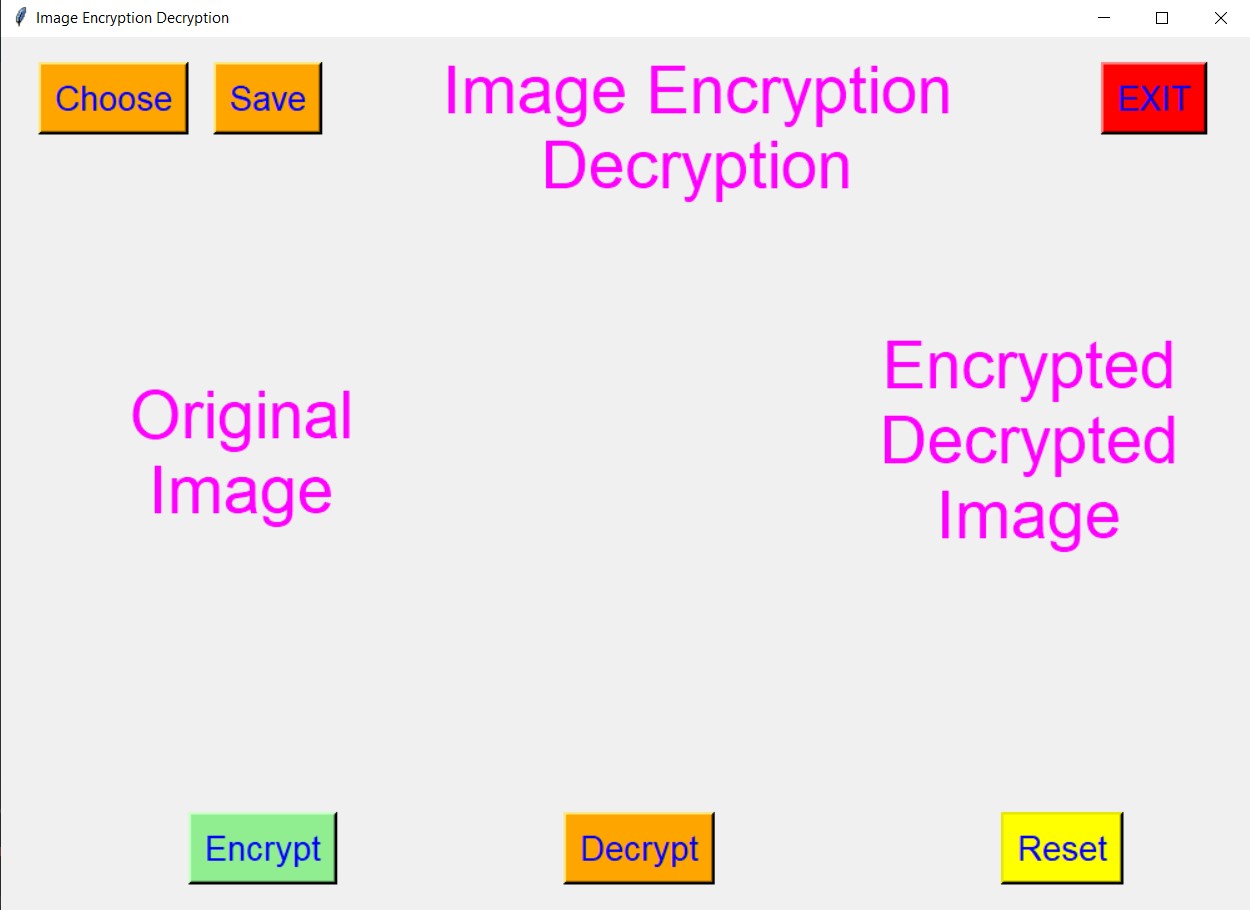 Image Encryption Decryption
Choose
Save
Image Encryption
Decryption
EXIT
Original
Image
Encrypted
Decrypted
Image
Encrypt
Decrypt
Reset